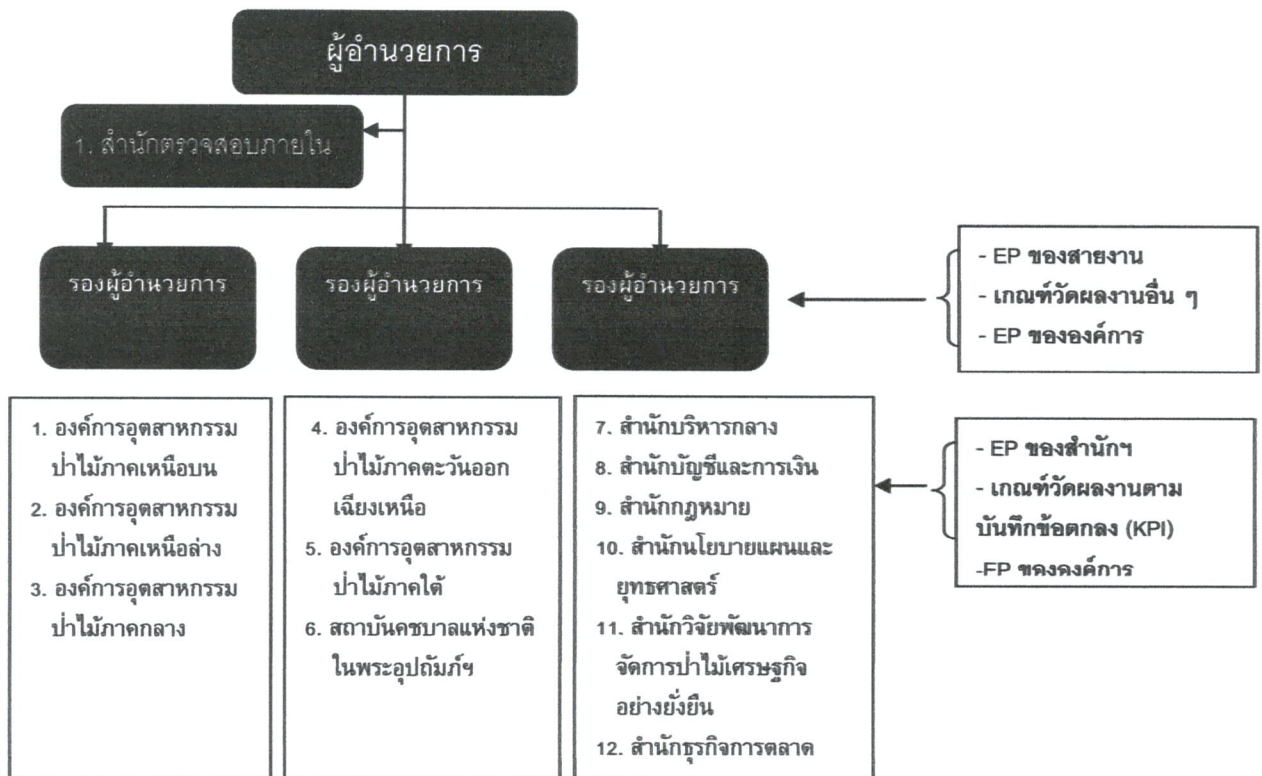 ผู้อำนวยการ
1. สำนักตรวจสอบภายใน
รองผู้อำนวยการ
รองผู้อำนวยการ
รองผู้อำนวยการ
- EP ของสายงาน
- เกณฑ์วัดผลงานอื่น ๆ
- EP ขององค์การ
1. องค์การอุตสาหกรรม
ป่าไม้ภาคเหนือบน
2. องค์การอุตสาหกรรม
ป่าไม้ภาคเหนือล่าง
3. องค์การอุตสาหกรรม
ป่าไม้ภาคกลาง
4. องค์การอุตสาหกรรม
ป่าไม้ภาคตะวันออก
เฉียงเหนือ
5. องค์การอุตสาหกรรม
ป่าไม้ภาคใต้
6. สถาบันคชบาลแห่งชาติ
ในพระอุปถัมภ์ฯ
7. สำนักบริหารกลาง
8. สำนักบัญชีและการเงิน
9. สำนักกฎหมาย
10. สำนักนโยบายแผนและ
ยุทธศาสตร์
11. สำนักวิจัยพัฒนาการ
จัดการป่าไม้เศรษฐกิจ
อย่างยั่งยืน
12. สำนักธุรกิจการตลาด
- EP ของสำนักฯ
- เกณฑ์วัดผลงานตาม
บันทึกข้อตกลง (KPI)
-EP ขององค์การ